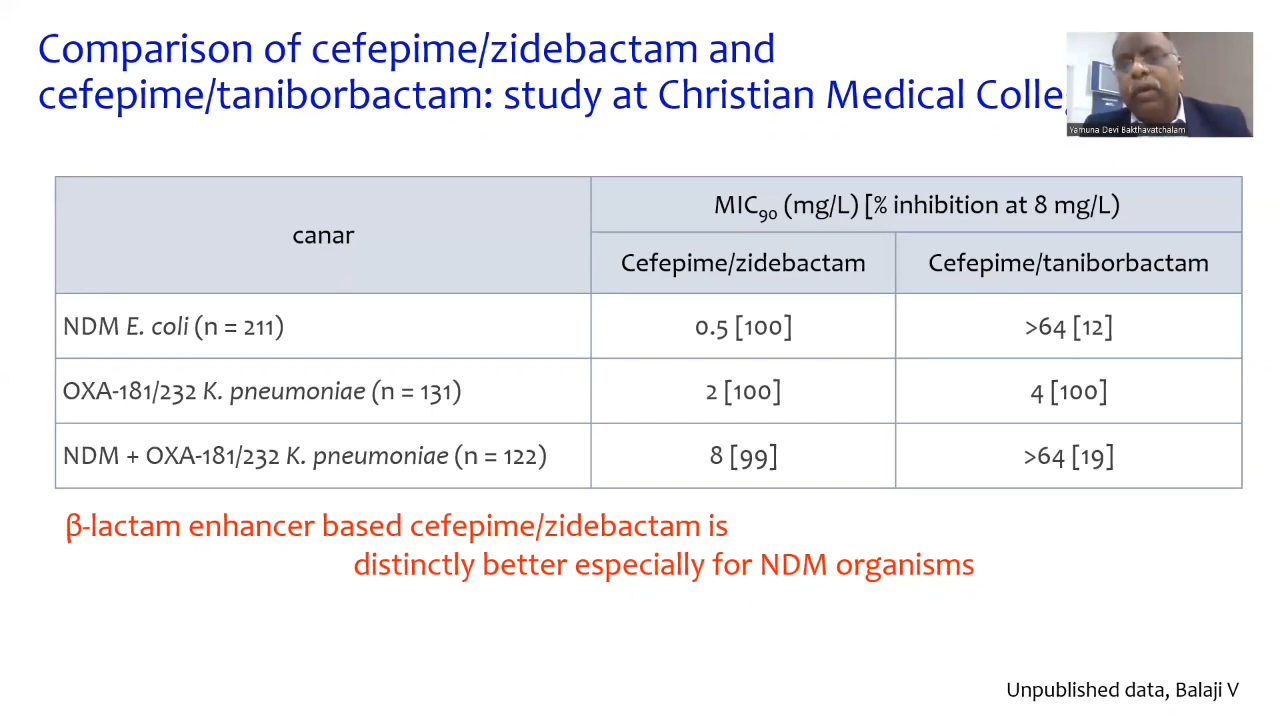 Comparison of cefepime/zidebactam and
cefepime/taniborbactam: study at Christian Medical
Yamuna Devi Bakthavatchalam
canar
MIC90 (mg/L) [% inhibition at 8 mg/L)
Cefepime/zidebactam
Cefepime/taniborbactam
NDM E. coli (n = 211)
0.5 [100]
>64 [12]
OXA-181/232 K. pneumoniae (n = 131)
2 [100]
4 [100]
NDM + OXA-181/232 K. pneumoniae (n = 122)
8 [99]
>64 [19]
β-lactam enhancer based cefepime/zidebactam is
distinctly better especially for NDM organisms
Unpublished data, Balaji V